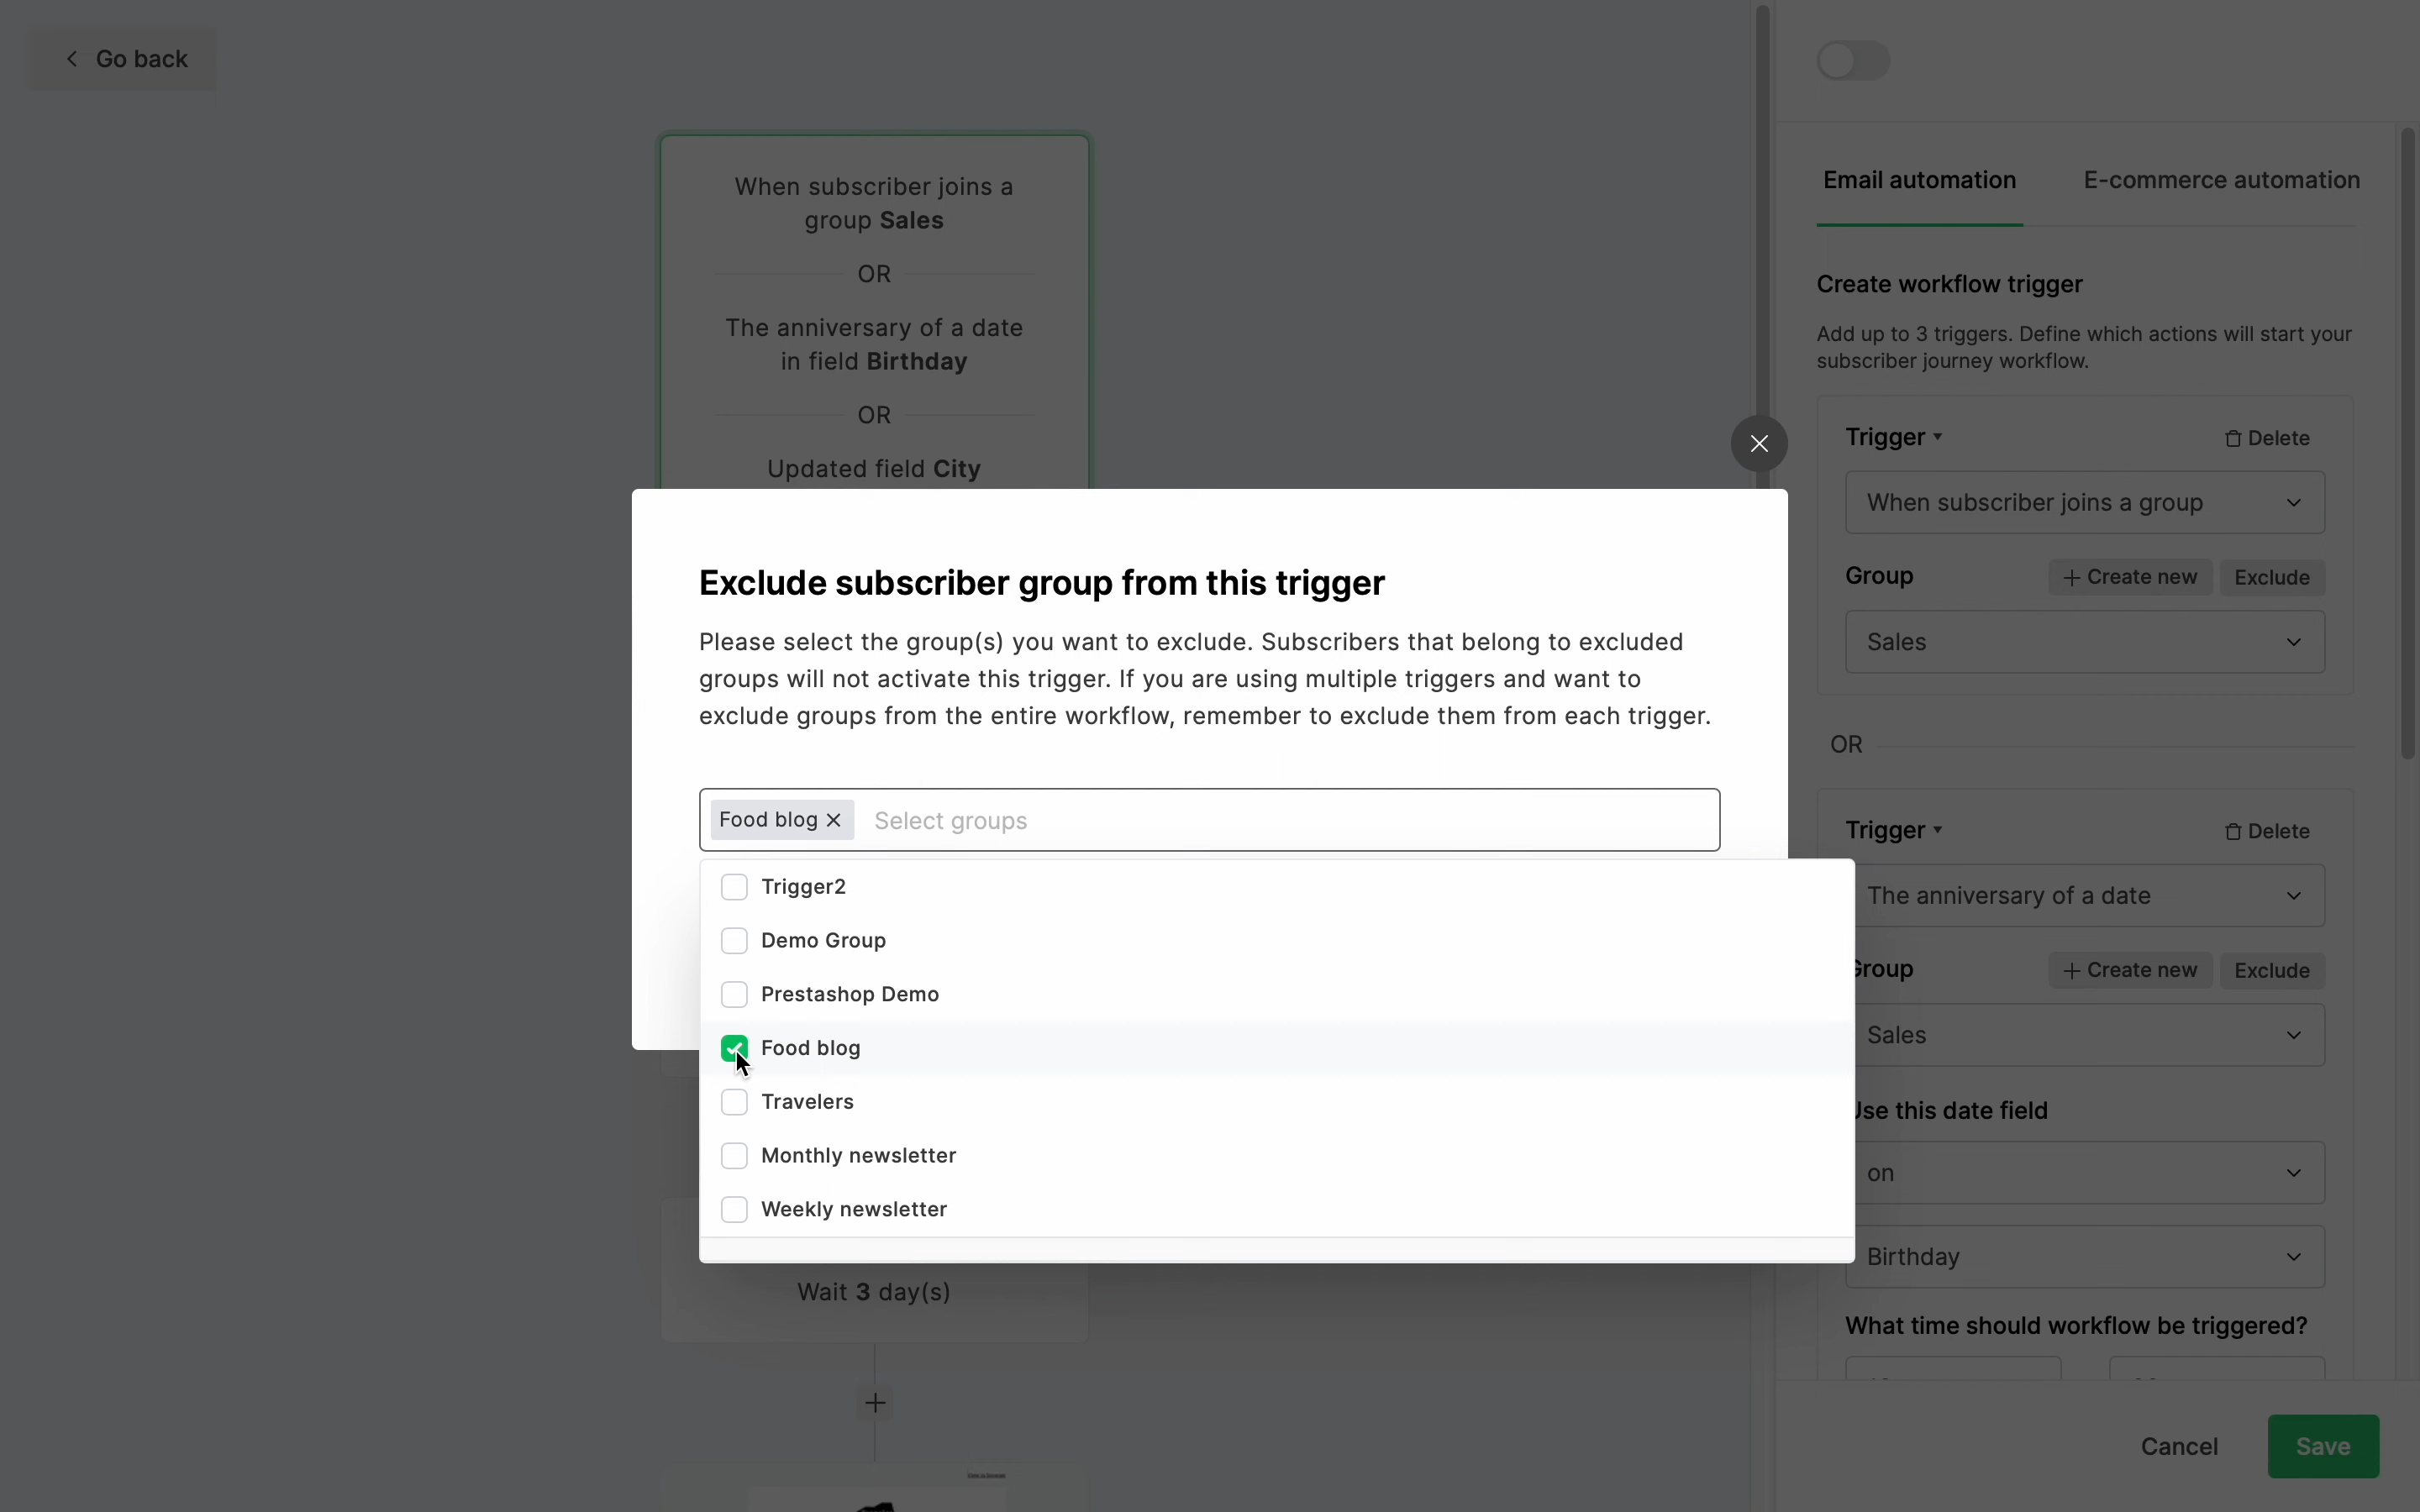 Go back
When subscriber joins a
group Sales
OR
The anniversary of a date
in field Birthday
OR
Updated field City
Exclude subscriber group from this trigger
Please select the group(s) you want to exclude. Subscribers that belong to excluded
groups will not activate this trigger. If you are using multiple triggers and want to
exclude groups from the entire workflow, remember to exclude them from each trigger.
Food blog
Select groups
Trigger2
Demo Group
Prestashop Demo
Food blog
Travelers
Monthly newsletter
Weekly newsletter
Wait 3 day(s)
Email automation
E-commerce automation
Create workflow trigger
Add up to 3 triggers. Define which actions will start your
subscriber journey workflow.
Trigger
Delete
When subscriber joins a group
Group
Create new
Exclude
Sales
OR
Trigger
Delete
The anniversary of a date
Group
Create new
Exclude
Sales
Use this date field
on
Birthday
What time should workflow be triggered?
Cancel
Save